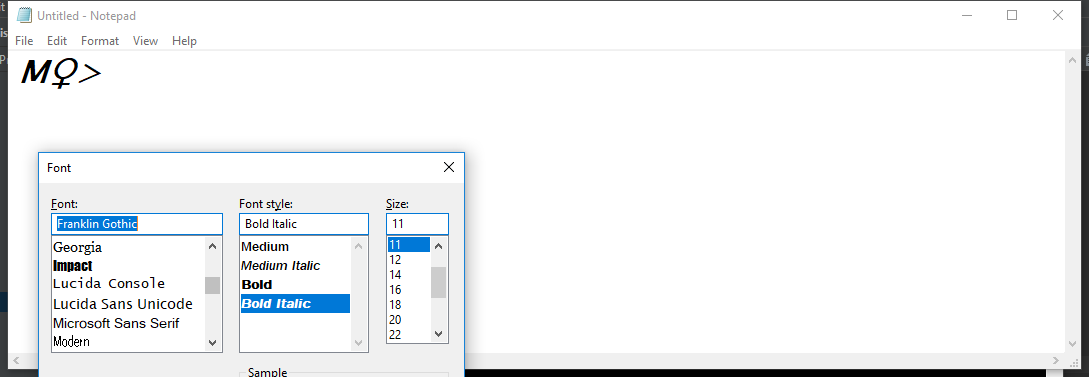 Untitled - Notepad
File Edit Format View Help
M♀>
Font
Font: Font style: Size:
Franklin Gothic Bold Italic 11
Georgia Medium 11
Impact Medium Italic 12
Lucida Console Bold 14
Lucida Sans Unicode Bold Italic 16
Microsoft Sans Serif 18
Modern 20
22
Sample